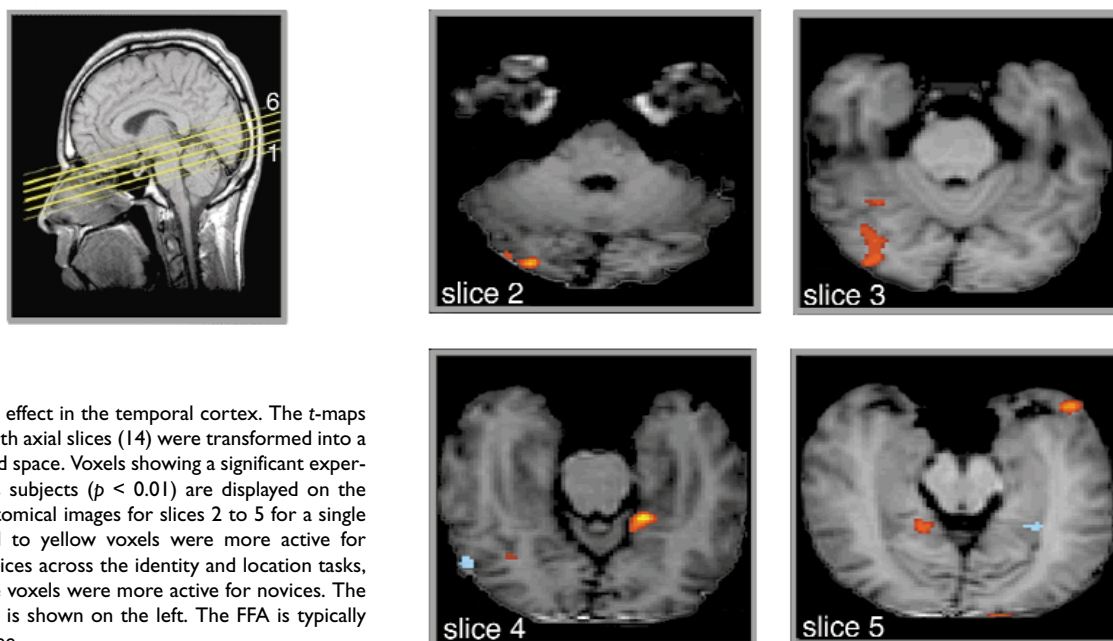 6
1
slice 2
slice 3
effect in the temporal cortex. The t-maps
th axial slices (14) were transformed into a
d space. Voxels showing a significant exper-
subjects (p < 0.01) are displayed on the
tomical images for slices 2 to 5 for a single
to yellow voxels were more active for
ices across the identity and location tasks,
voxels were more active for novices. The
is shown on the left. The FFA is typically
slice 4
slice 5